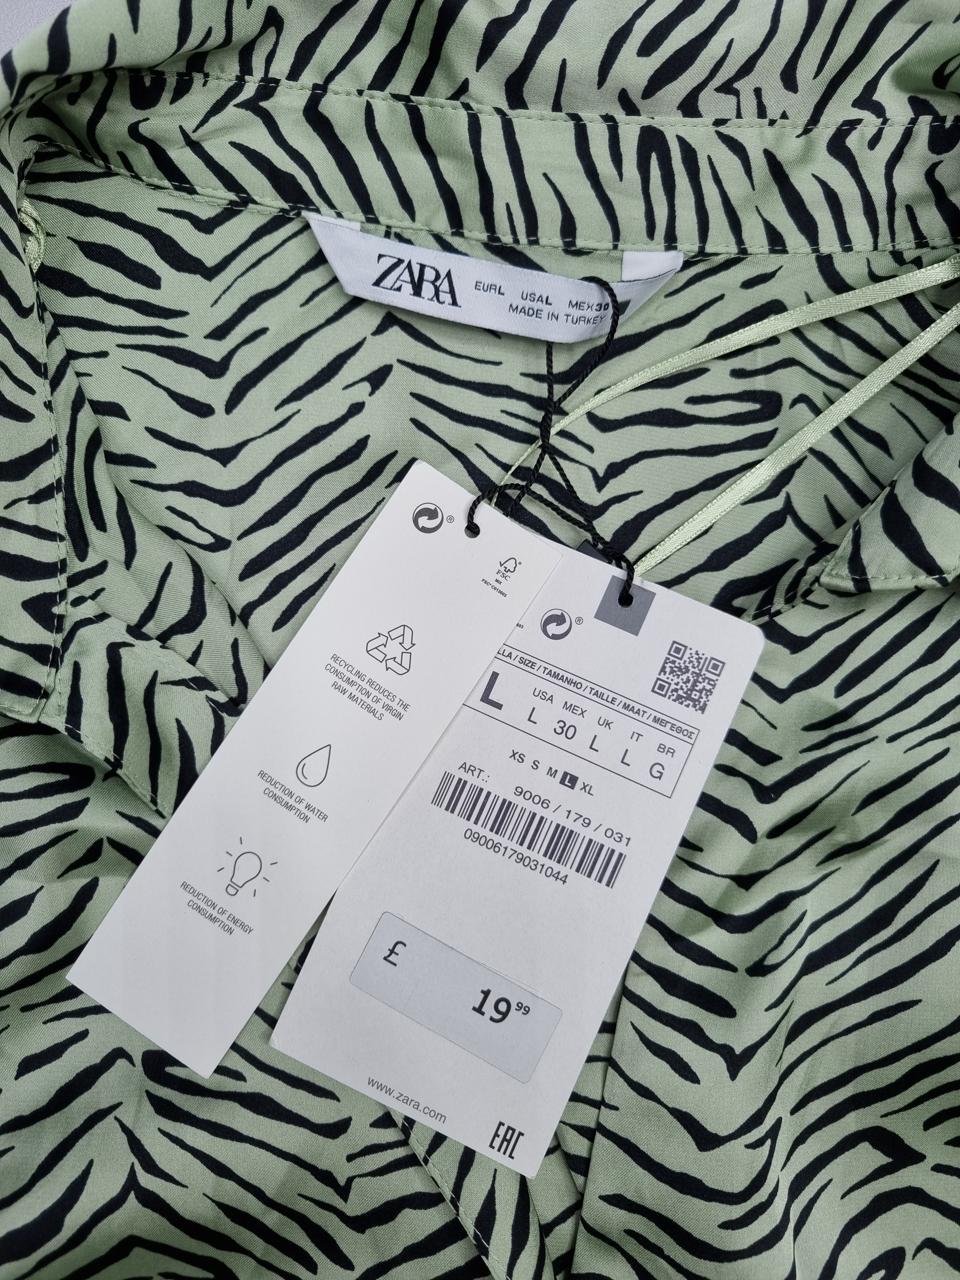 ZARA
EUR L USA L MEX 30
MADE IN TURKEY
®
FSC®
MIX
RECYCLING REDUCES THE
CONSUMPTION OF VIRGIN
RAW MATERIALS
REDUCTION OF WATER
CONSUMPTION
REDUCTION OF ENERGY
CONSUMPTION
®
LLA / SIZE / TAMANHO / TAILLE / MAAT / ΜΕΓΕΘΟΣ
L
USA MEX UK IT BR
L 30 L L G
XS S M L XL
ART.: 9006 / 179 / 031
09006179031044
£
19 99
www.zara.com
EAC